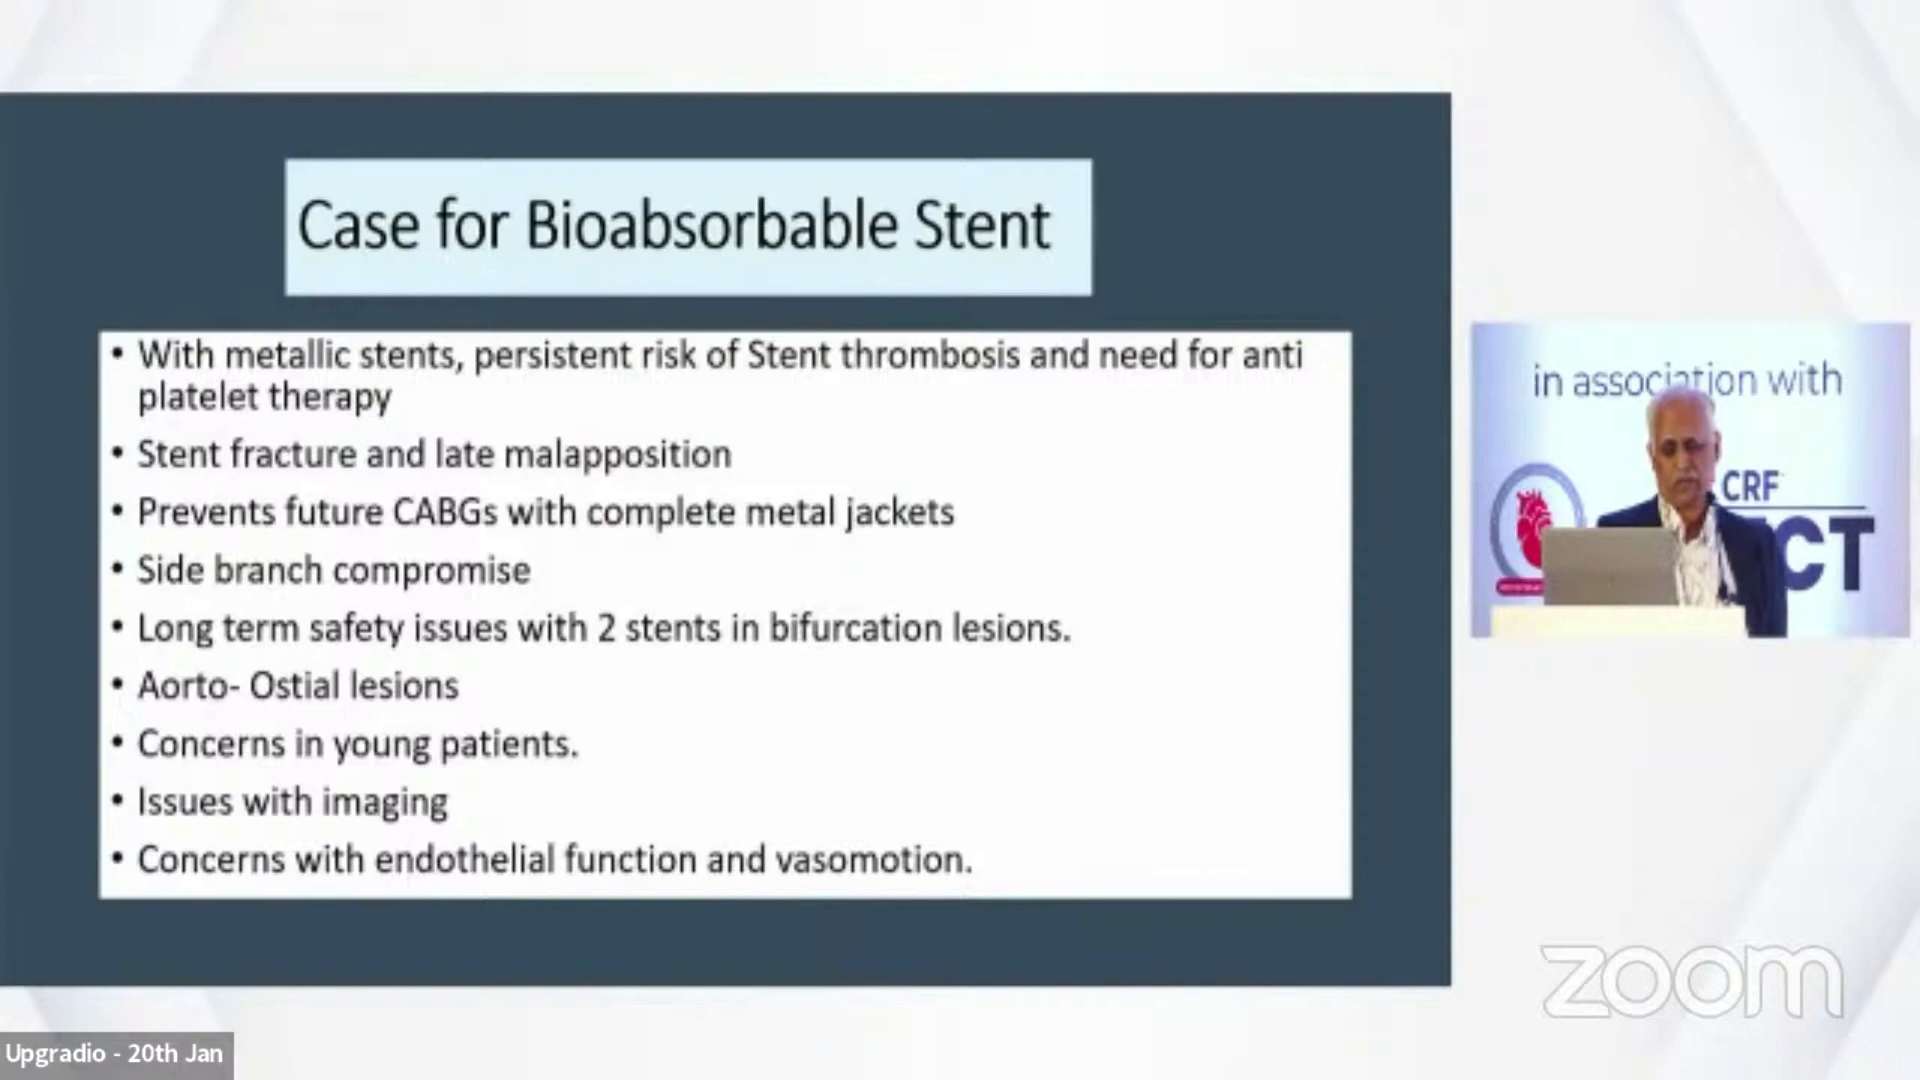 Case for Bioabsorbable Stent
• With metallic stents, persistent risk of Stent thrombosis and need for anti
platelet therapy
• Stent fracture and late malapposition
• Prevents future CABGs with complete metal jackets
• Side branch compromise
• Long term safety issues with 2 stents in bifurcation lesions.
• Aorto- Ostial lesions
• Concerns in young patients.
• Issues with imaging
• Concerns with endothelial function and vasomotion.
in association with
CRF
CT
zoom
Upgradio - 20th Jan